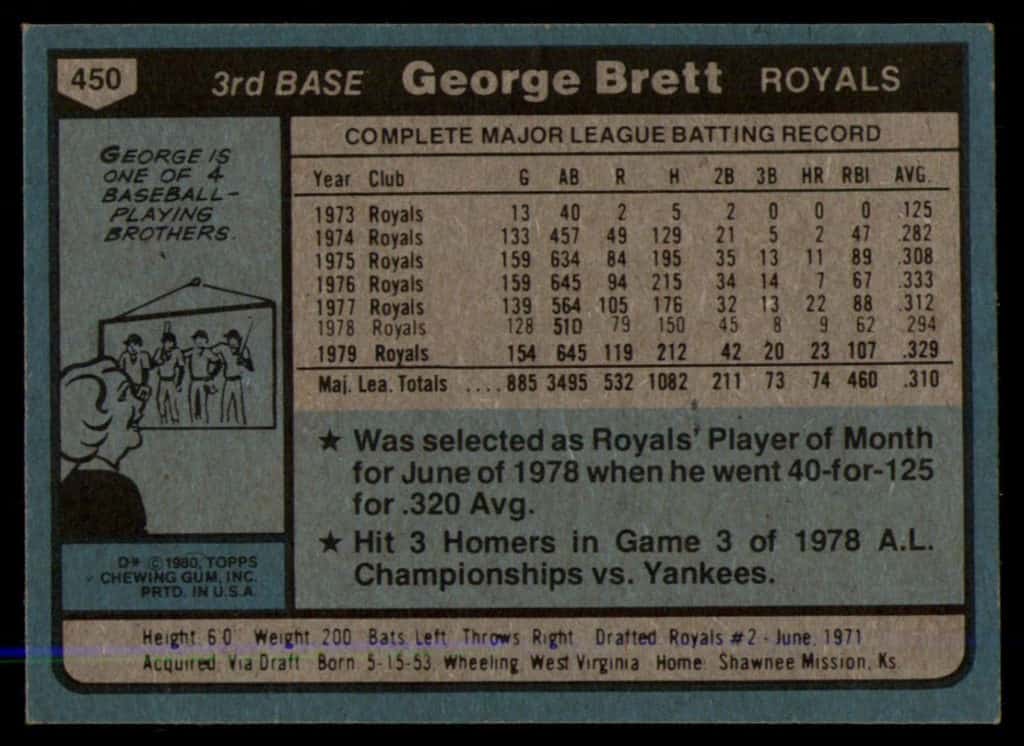 450 3rd BASE George Brett ROYALS
GEORGE IS
ONE OF 4
BASEBALL-
PLAYING
BROTHERS.
COMPLETE MAJOR LEAGUE BATTING RECORD
Year Club G AB R H 2B 3B HR RBI AVG.
1973 Royals 13 40 2 5 2 0 0 0 .125
1974 Royals 133 457 49 129 21 5 2 47 .282
1975 Royals 159 634 84 195 35 13 11 89 .308
1976 Royals 159 645 94 215 34 14 7 67 .333
1977 Royals 139 564 105 176 32 13 22 88 .312
1978 Royals 128 510 79 150 45 8 9 62 .294
1979 Royals 154 645 119 212 42 20 23 107 .329
Maj. Lea. Totals ....885 3495 532 1082 211 73 74 460 .310
★ Was selected as Royals' Player of Month
for June of 1978 when he went 40-for-125
for .320 Avg.
★ Hit 3 Homers in Game 3 of 1978 A.L.
Championships vs. Yankees.
D* © 1980, TOPPS
CHEWING GUM, INC.
PRTD. IN U.S.A.
Height 6'0" Weight 200 Bats Left Throws Right Drafted Royals #2 - June, 1971
Acquired Via Draft Born 5-15-53, Wheeling, West Virginia Home: Shawnee Mission, Ks.